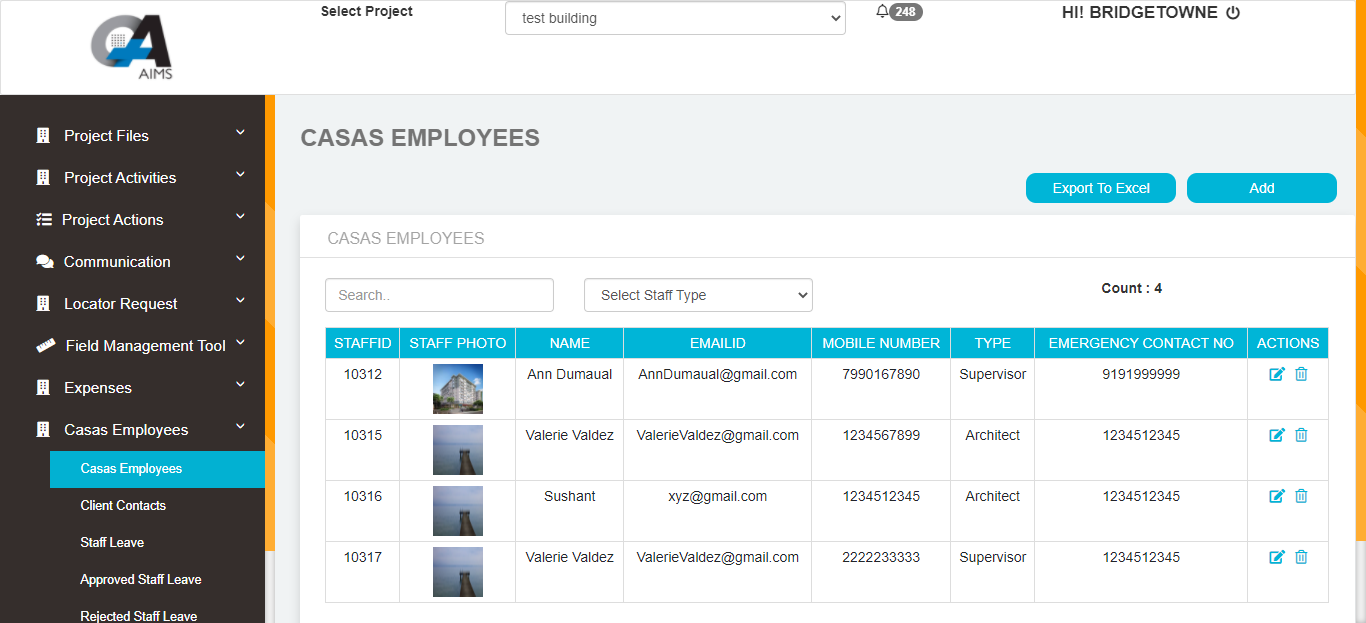 AIMS
Select Project
test building
248
HI! BRIDGETOWNE
Project Files
Project Activities
Project Actions
Communication
Locator Request
Field Management Tool
Expenses
Casas Employees
Casas Employees
Client Contacts
Staff Leave
Approved Staff Leave
Rejected Staff Leave
CASAS EMPLOYEES
Export To Excel Add
CASAS EMPLOYEES
Search.. Select Staff Type Count : 4
STAFFID STAFF PHOTO NAME EMAILID MOBILE NUMBER TYPE EMERGENCY CONTACT NO ACTIONS
10312 Ann Dumaual AnnDumaual@gmail.com 7990167890 Supervisor 9191999999
10315 Valerie Valdez ValerieValdez@gmail.com 1234567899 Architect 1234512345
10316 Sushant xyz@gmail.com 1234512345 Architect 1234512345
10317 Valerie Valdez ValerieValdez@gmail.com 2222233333 Supervisor 1234512345